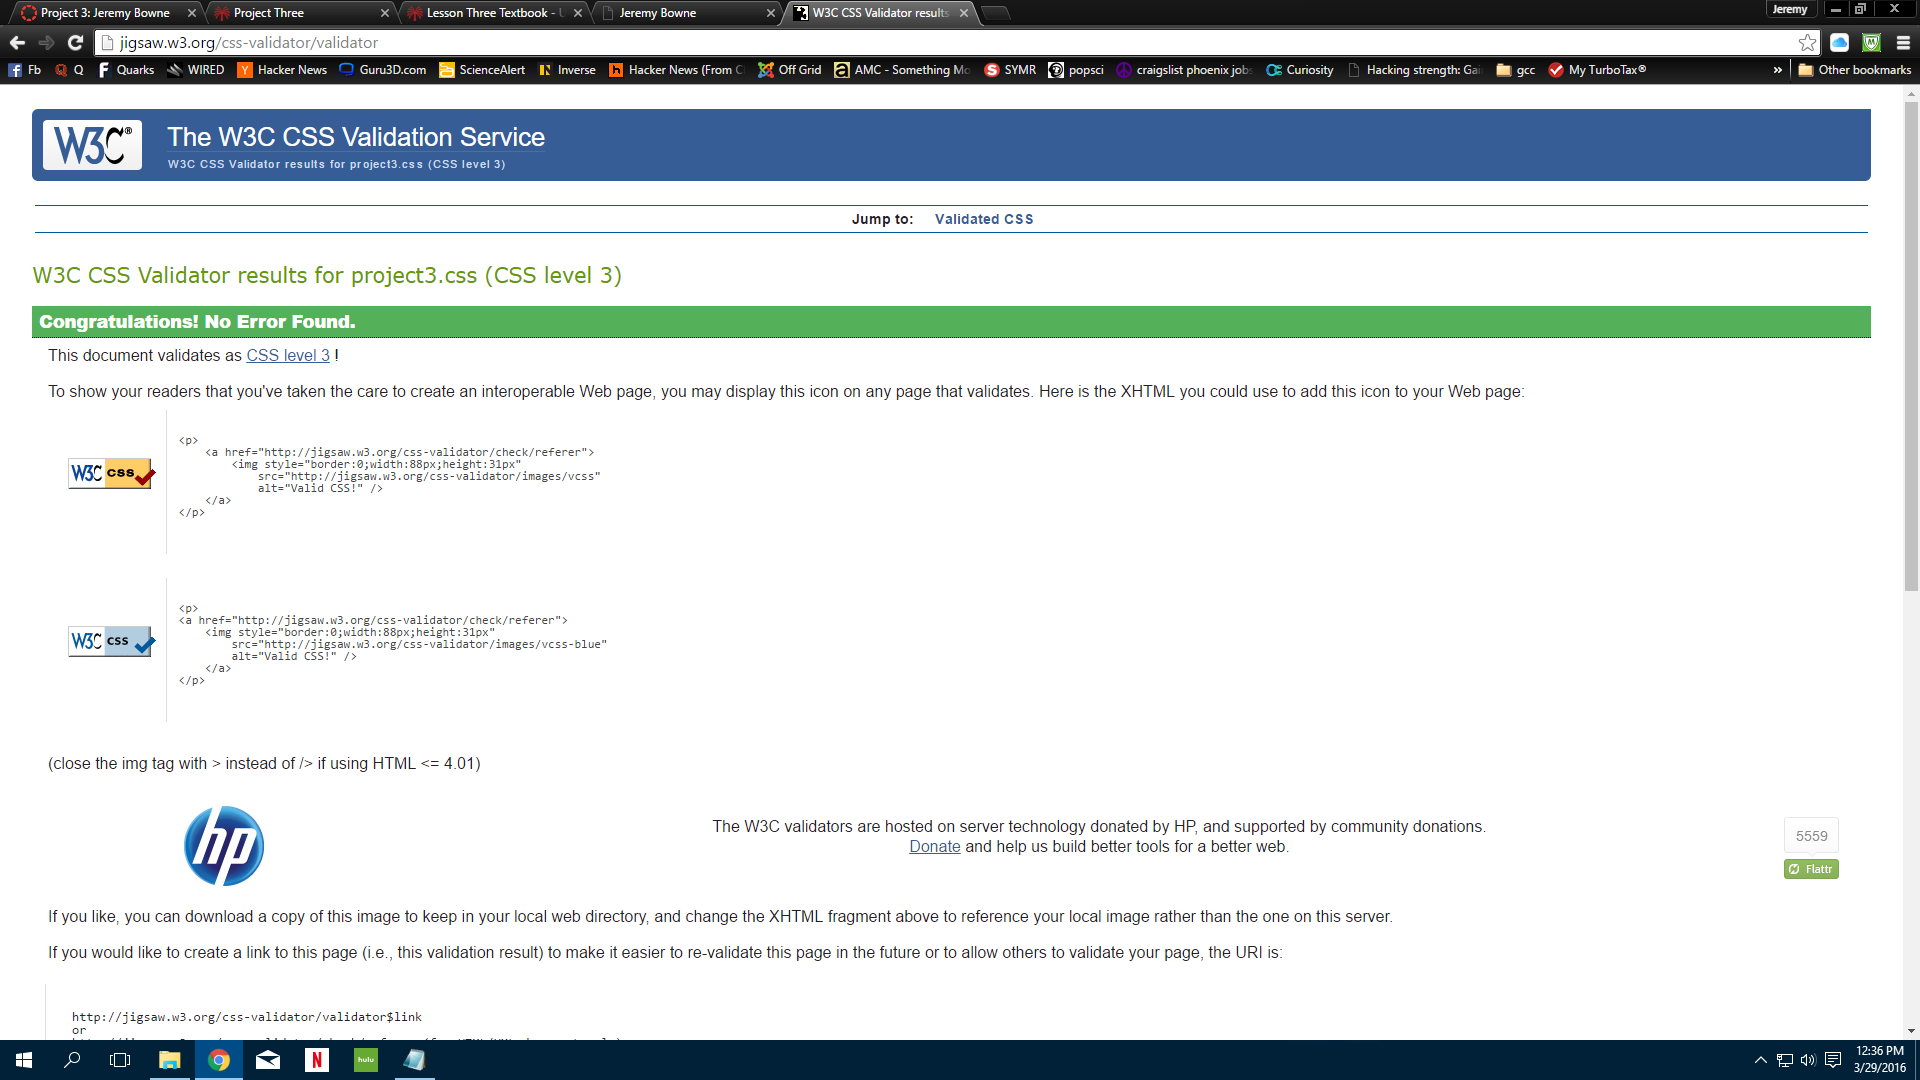 Project 3: Jeremy Bowne
Project Three
Lesson Three Textbook - U
Jeremy Bowne
W3C CSS Validator results
Jeremy
jigsaw.w3.org/css-validator/validator
Fb
Q
Quarks
WIRED
Hacker News
Guru3D.com
ScienceAlert
Inverse
Hacker News (From C
Off Grid
AMC - Something Mo
SYMR
popsci
craigslist phoenix jobs
Curiosity
Hacking strength: Gai
gcc
My TurboTax®
»
Other bookmarks
W3C®
The W3C CSS Validation Service
W3C CSS Validator results for project3.css (CSS level 3)
Jump to: Validated CSS
W3C CSS Validator results for project3.css (CSS level 3)
Congratulations! No Error Found.
This document validates as CSS level 3 !
To show your readers that you've taken the care to create an interoperable Web page, you may display this icon on any page that validates. Here is the XHTML you could use to add this icon to your Web page:
W3C css
<p>
<a href="http://jigsaw.w3.org/css-validator/check/referer">
<img style="border:0;width:88px;height:31px"
src="http://jigsaw.w3.org/css-validator/images/vcss"
alt="Valid CSS!" />
</a>
</p>
W3C css
<p>
<a href="http://jigsaw.w3.org/css-validator/check/referer">
<img style="border:0;width:88px;height:31px"
src="http://jigsaw.w3.org/css-validator/images/vcss-blue"
alt="Valid CSS!" />
</a>
</p>
(close the img tag with > instead of /> if using HTML <= 4.01)
hp
The W3C validators are hosted on server technology donated by HP, and supported by community donations.
Donate and help us build better tools for a better web.
5559
Flattr
If you like, you can download a copy of this image to keep in your local web directory, and change the XHTML fragment above to reference your local image rather than the one on this server.
If you would like to create a link to this page (i.e., this validation result) to make it easier to re-validate this page in the future or to allow others to validate your page, the URI is:
http://jigsaw.w3.org/css-validator/validator$link
or
N
hulu
12:36 PM
3/29/2016